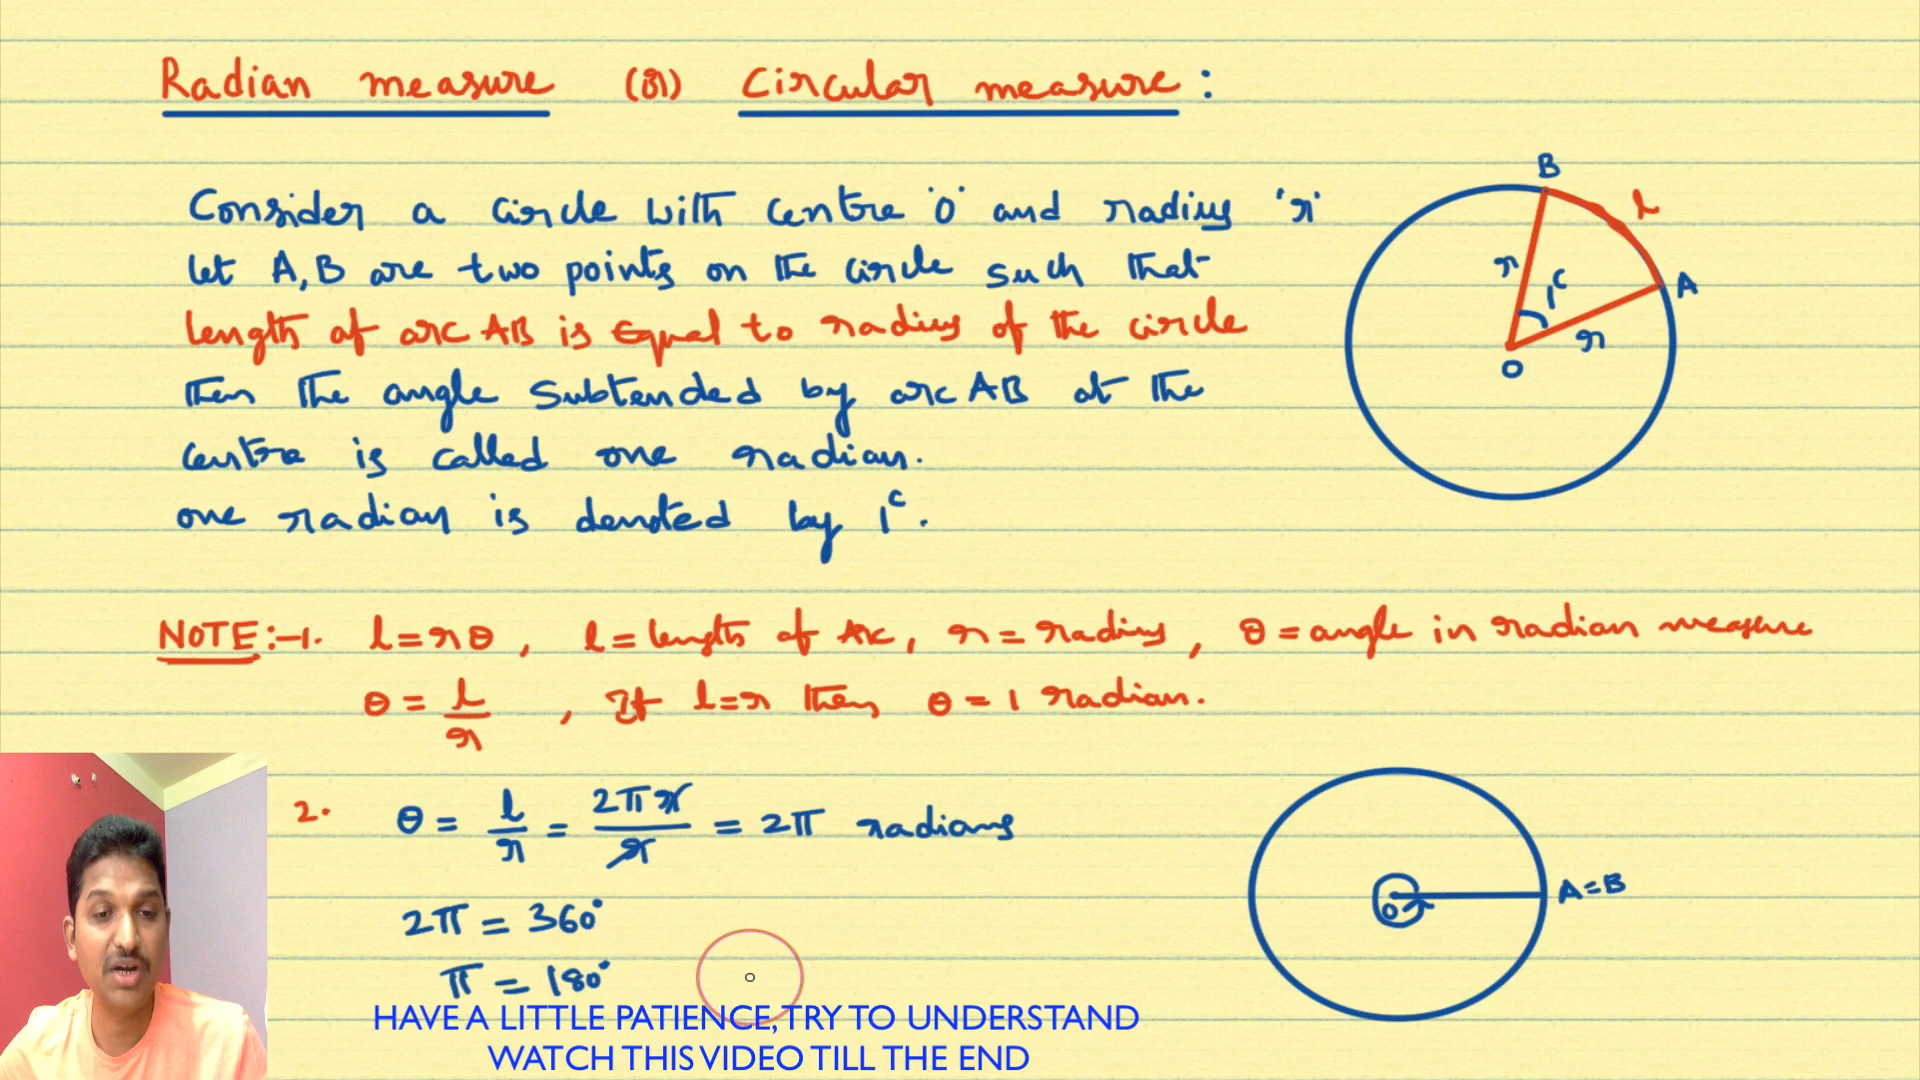 Radian measure (or) Circular measure :
Consider a circle with centre 'O' and radius 'r'
let A, B are two points on the circle such that
length of arc AB is Equal to radius of the circle
then the angle Subtended by arc AB at the
centre is called one radian.
one radian is denoted by 1ᶜ.
B
l
r
1ᶜ
A
r
O
NOTE:-1. l = rθ, l = length of Arc, r = radius, θ = angle in radian measure
θ = l/r, If l = r then θ = 1 radian.
2. θ = l/r = 2πr/r = 2π radians
2π = 360°
π = 180°
O
A = B
HAVE A LITTLE PATIENCE, TRY TO UNDERSTAND
WATCH THIS VIDEO TILL THE END